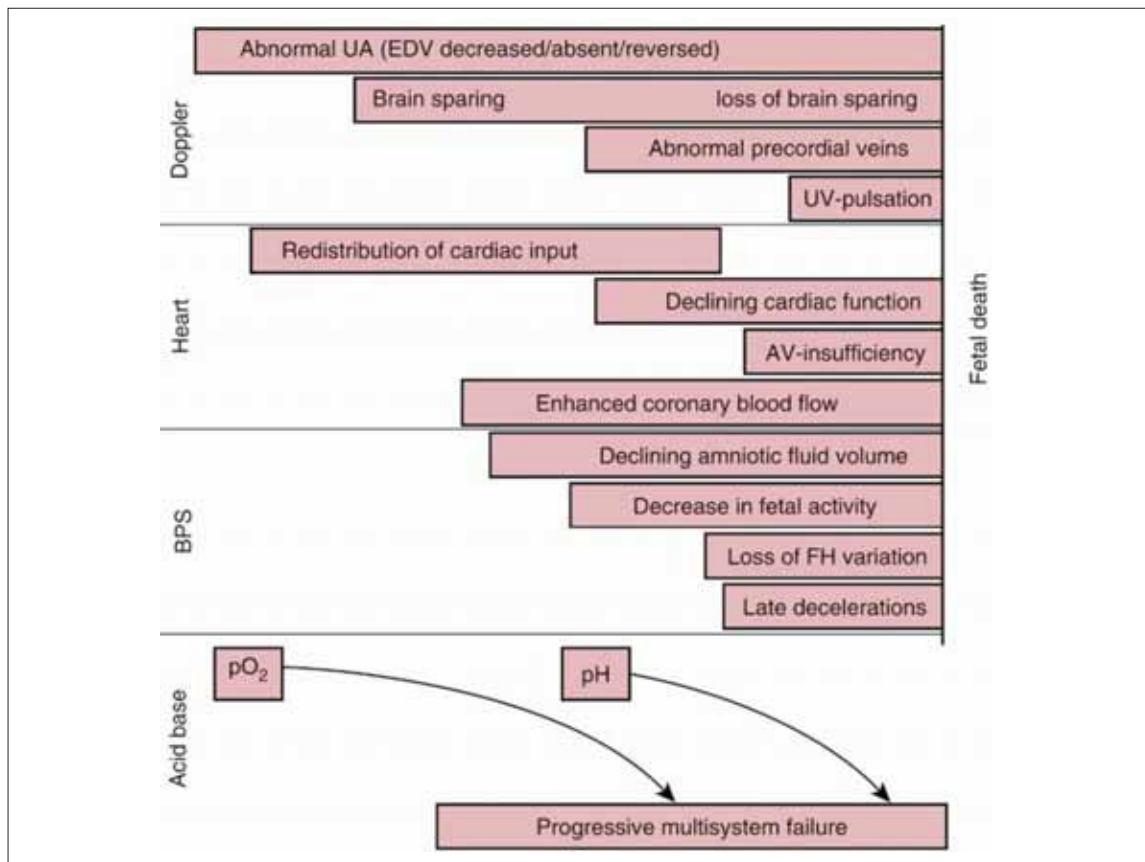 Doppler
Abnormal UA (EDV decreased/absent/reversed)
Brain sparing loss of brain sparing
Abnormal precordial veins
UV-pulsation
Heart
Redistribution of cardiac input
Declining cardiac function
AV-insufficiency
Enhanced coronary blood flow
BPS
Declining amniotic fluid volume
Decrease in fetal activity
Loss of FH variation
Late decelerations
Fetal death
Acid base
pO₂
pH
Progressive multisystem failure